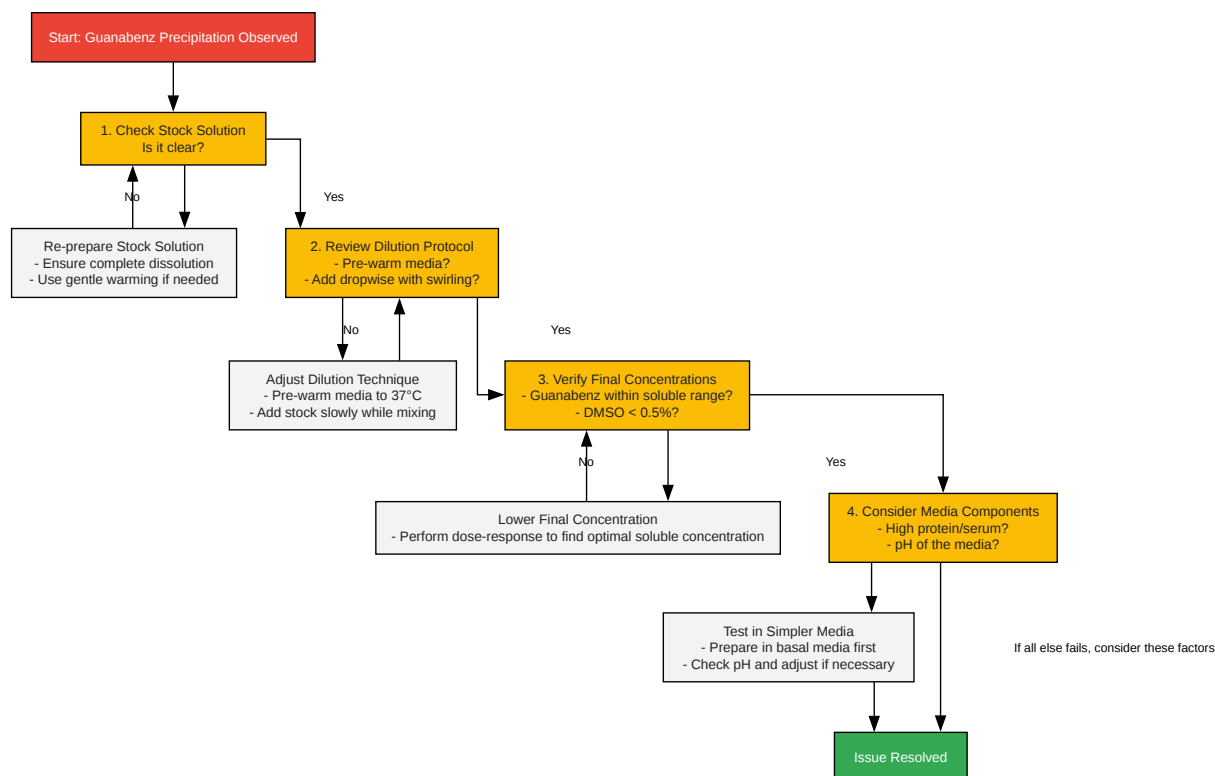 Start: Guanabenz Precipitation Observed
1. Check Stock Solution
Is it clear?
No
Yes
Re-prepare Stock Solution
- Ensure complete dissolution
- Use gentle warming if needed
2. Review Dilution Protocol
- Pre-warm media?
- Add dropwise with swirling?
No
Yes
Adjust Dilution Technique
- Pre-warm media to 37°C
- Add stock slowly while mixing
3. Verify Final Concentrations
- Guanabenz within soluble range?
- DMSO < 0.5%?
No
Yes
Lower Final Concentration
- Perform dose-response to find optimal soluble concentration
4. Consider Media Components
- High protein/serum?
- pH of the media?
Test in Simpler Media
- Prepare in basal media first
- Check pH and adjust if necessary
If all else fails, consider these factors
Issue Resolved